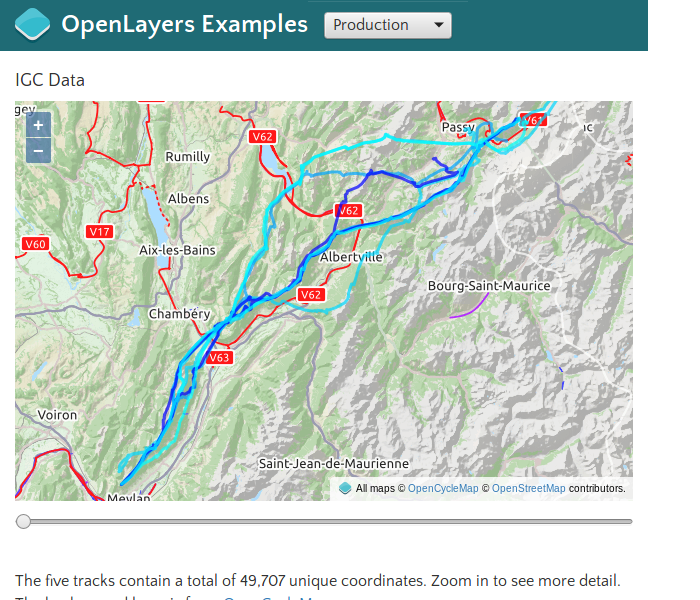 OpenLayers Examples
Production
IGC Data
gey
+
−
V62
Passy
V61
Rumilly
Albens
V62
V17
V60
Aix-les-Bains
Albertville
Bourg-Saint-Maurice
V62
Chambéry
V63
Voiron
Saint-Jean-de-Maurienne
Meylan
All maps © OpenCycleMap © OpenStreetMap contributors.
The five tracks contain a total of 49,707 unique coordinates. Zoom in to see more detail.